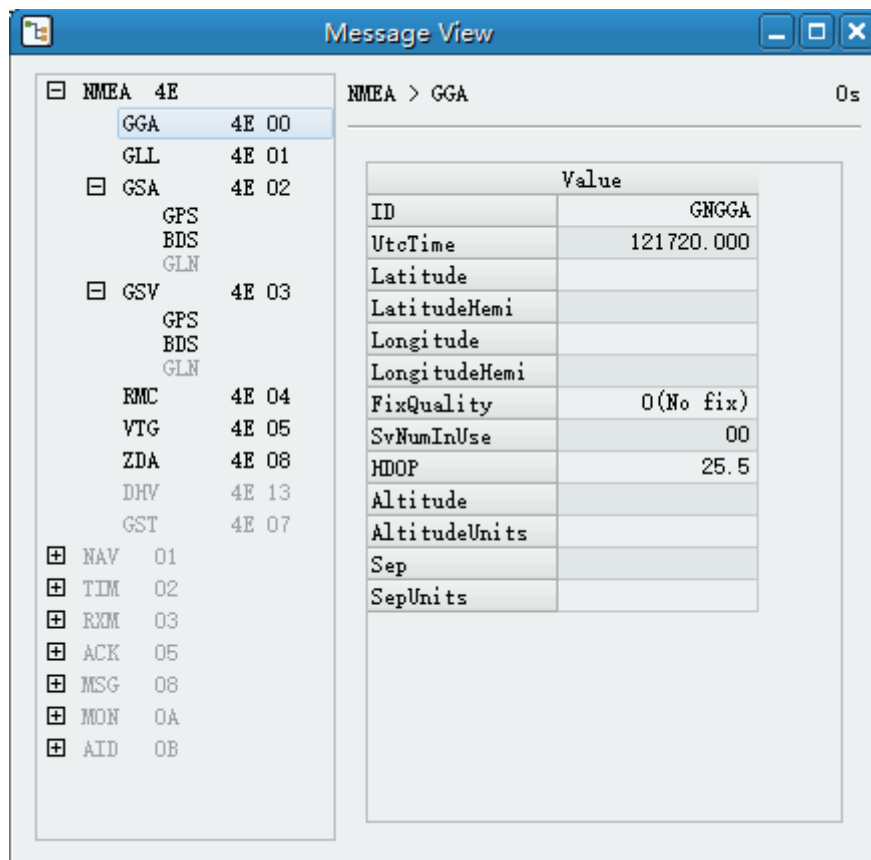 Message View
NMEA 4E
GGA 4E 00
GLL 4E 01
GSA 4E 02
GPS
BDS
GLN
GSV 4E 03
GPS
BDS
GLN
RMC 4E 04
VTG 4E 05
ZDA 4E 08
DHV 4E 13
GST 4E 07
NAV 01
TIM 02
RXM 03
ACK 05
MSG 08
MON 0A
AID 0B
NMEA > GGA 0s
Value
ID GNGGA
UtcTime 121720.000
Latitude
LatitudeHemi
Longitude
LongitudeHemi
FixQuality 0(No fix)
SvNumInUse 00
HDOP 25.5
Altitude
AltitudeUnits
Sep
SepUnits